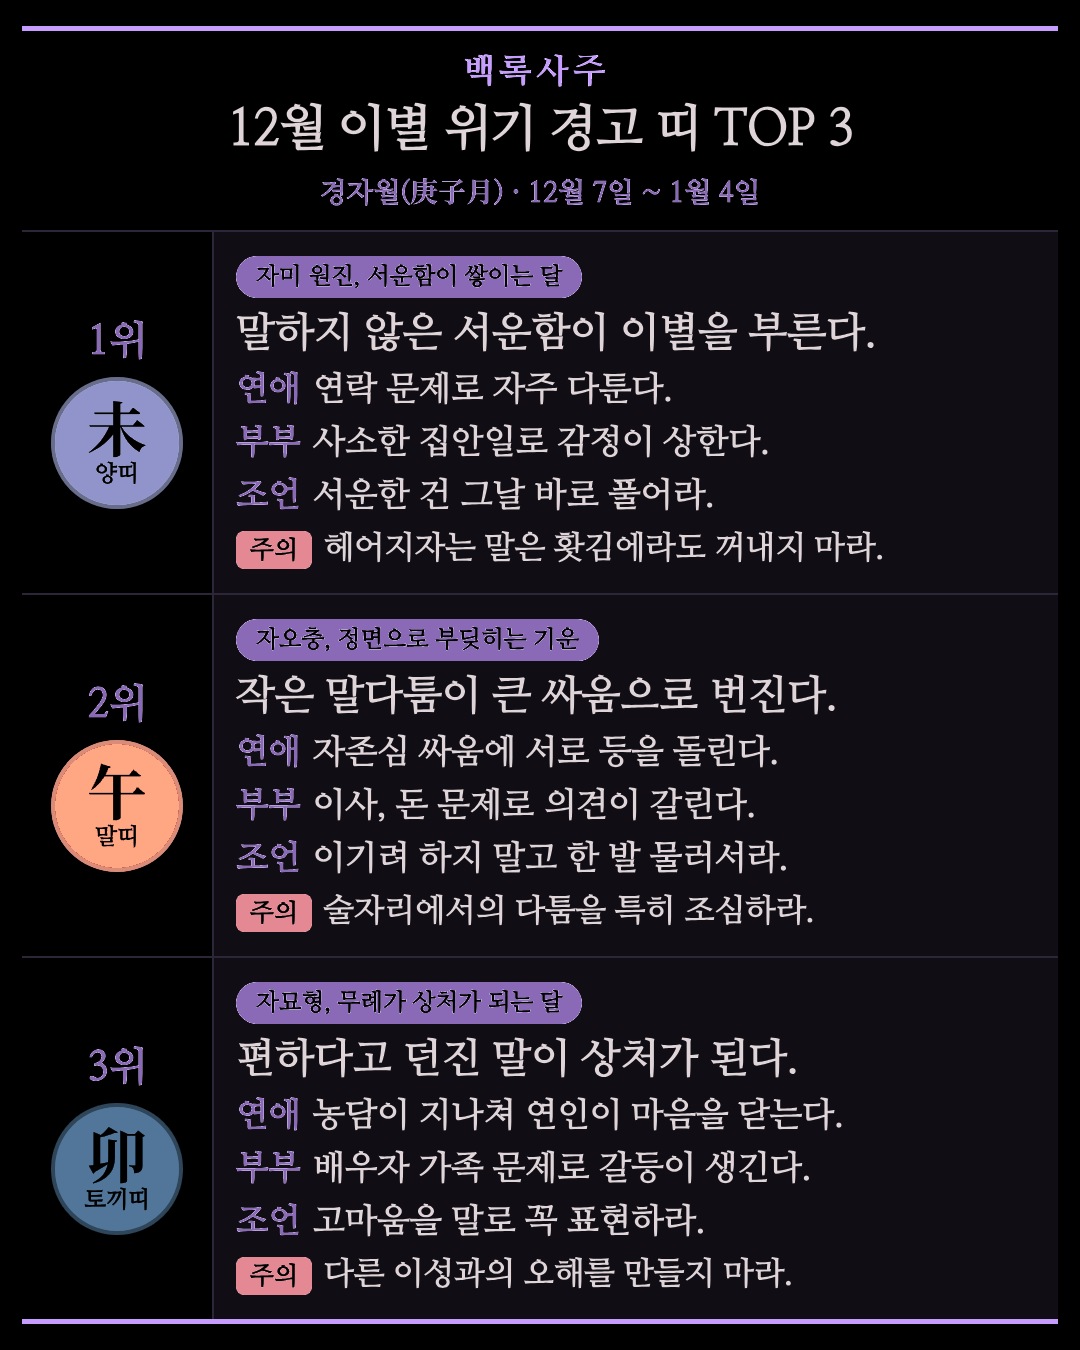 백록사주
12월 이별 위기 경고 띠 TOP 3
경자월(庚子月) · 12월 7일 ~ 1월 4일
1위
未
양띠
자미 원진, 서운함이 쌓이는 달
말하지 않은 서운함이 이별을 부른다.
연애 연락 문제로 자주 다툰다.
부부 사소한 집안일로 감정이 상한다.
조언 서운한 건 그날 바로 풀어라.
주의 헤어지자는 말은 홧김에라도 꺼내지 마라.
2위
午
말띠
자오충, 정면으로 부딪히는 기운
작은 말다툼이 큰 싸움으로 번진다.
연애 자존심 싸움에 서로 등을 돌린다.
부부 이사, 돈 문제로 의견이 갈린다.
조언 이기려 하지 말고 한 발 물러서라.
주의 술자리에서의 다툼을 특히 조심하라.
3위
卯
토끼띠
자묘형, 무례가 상처가 되는 달
편하다고 던진 말이 상처가 된다.
연애 농담이 지나쳐 연인이 마음을 닫는다.
부부 배우자 가족 문제로 갈등이 생긴다.
조언 고마움을 말로 꼭 표현하라.
주의 다른 이성과의 오해를 만들지 마라.